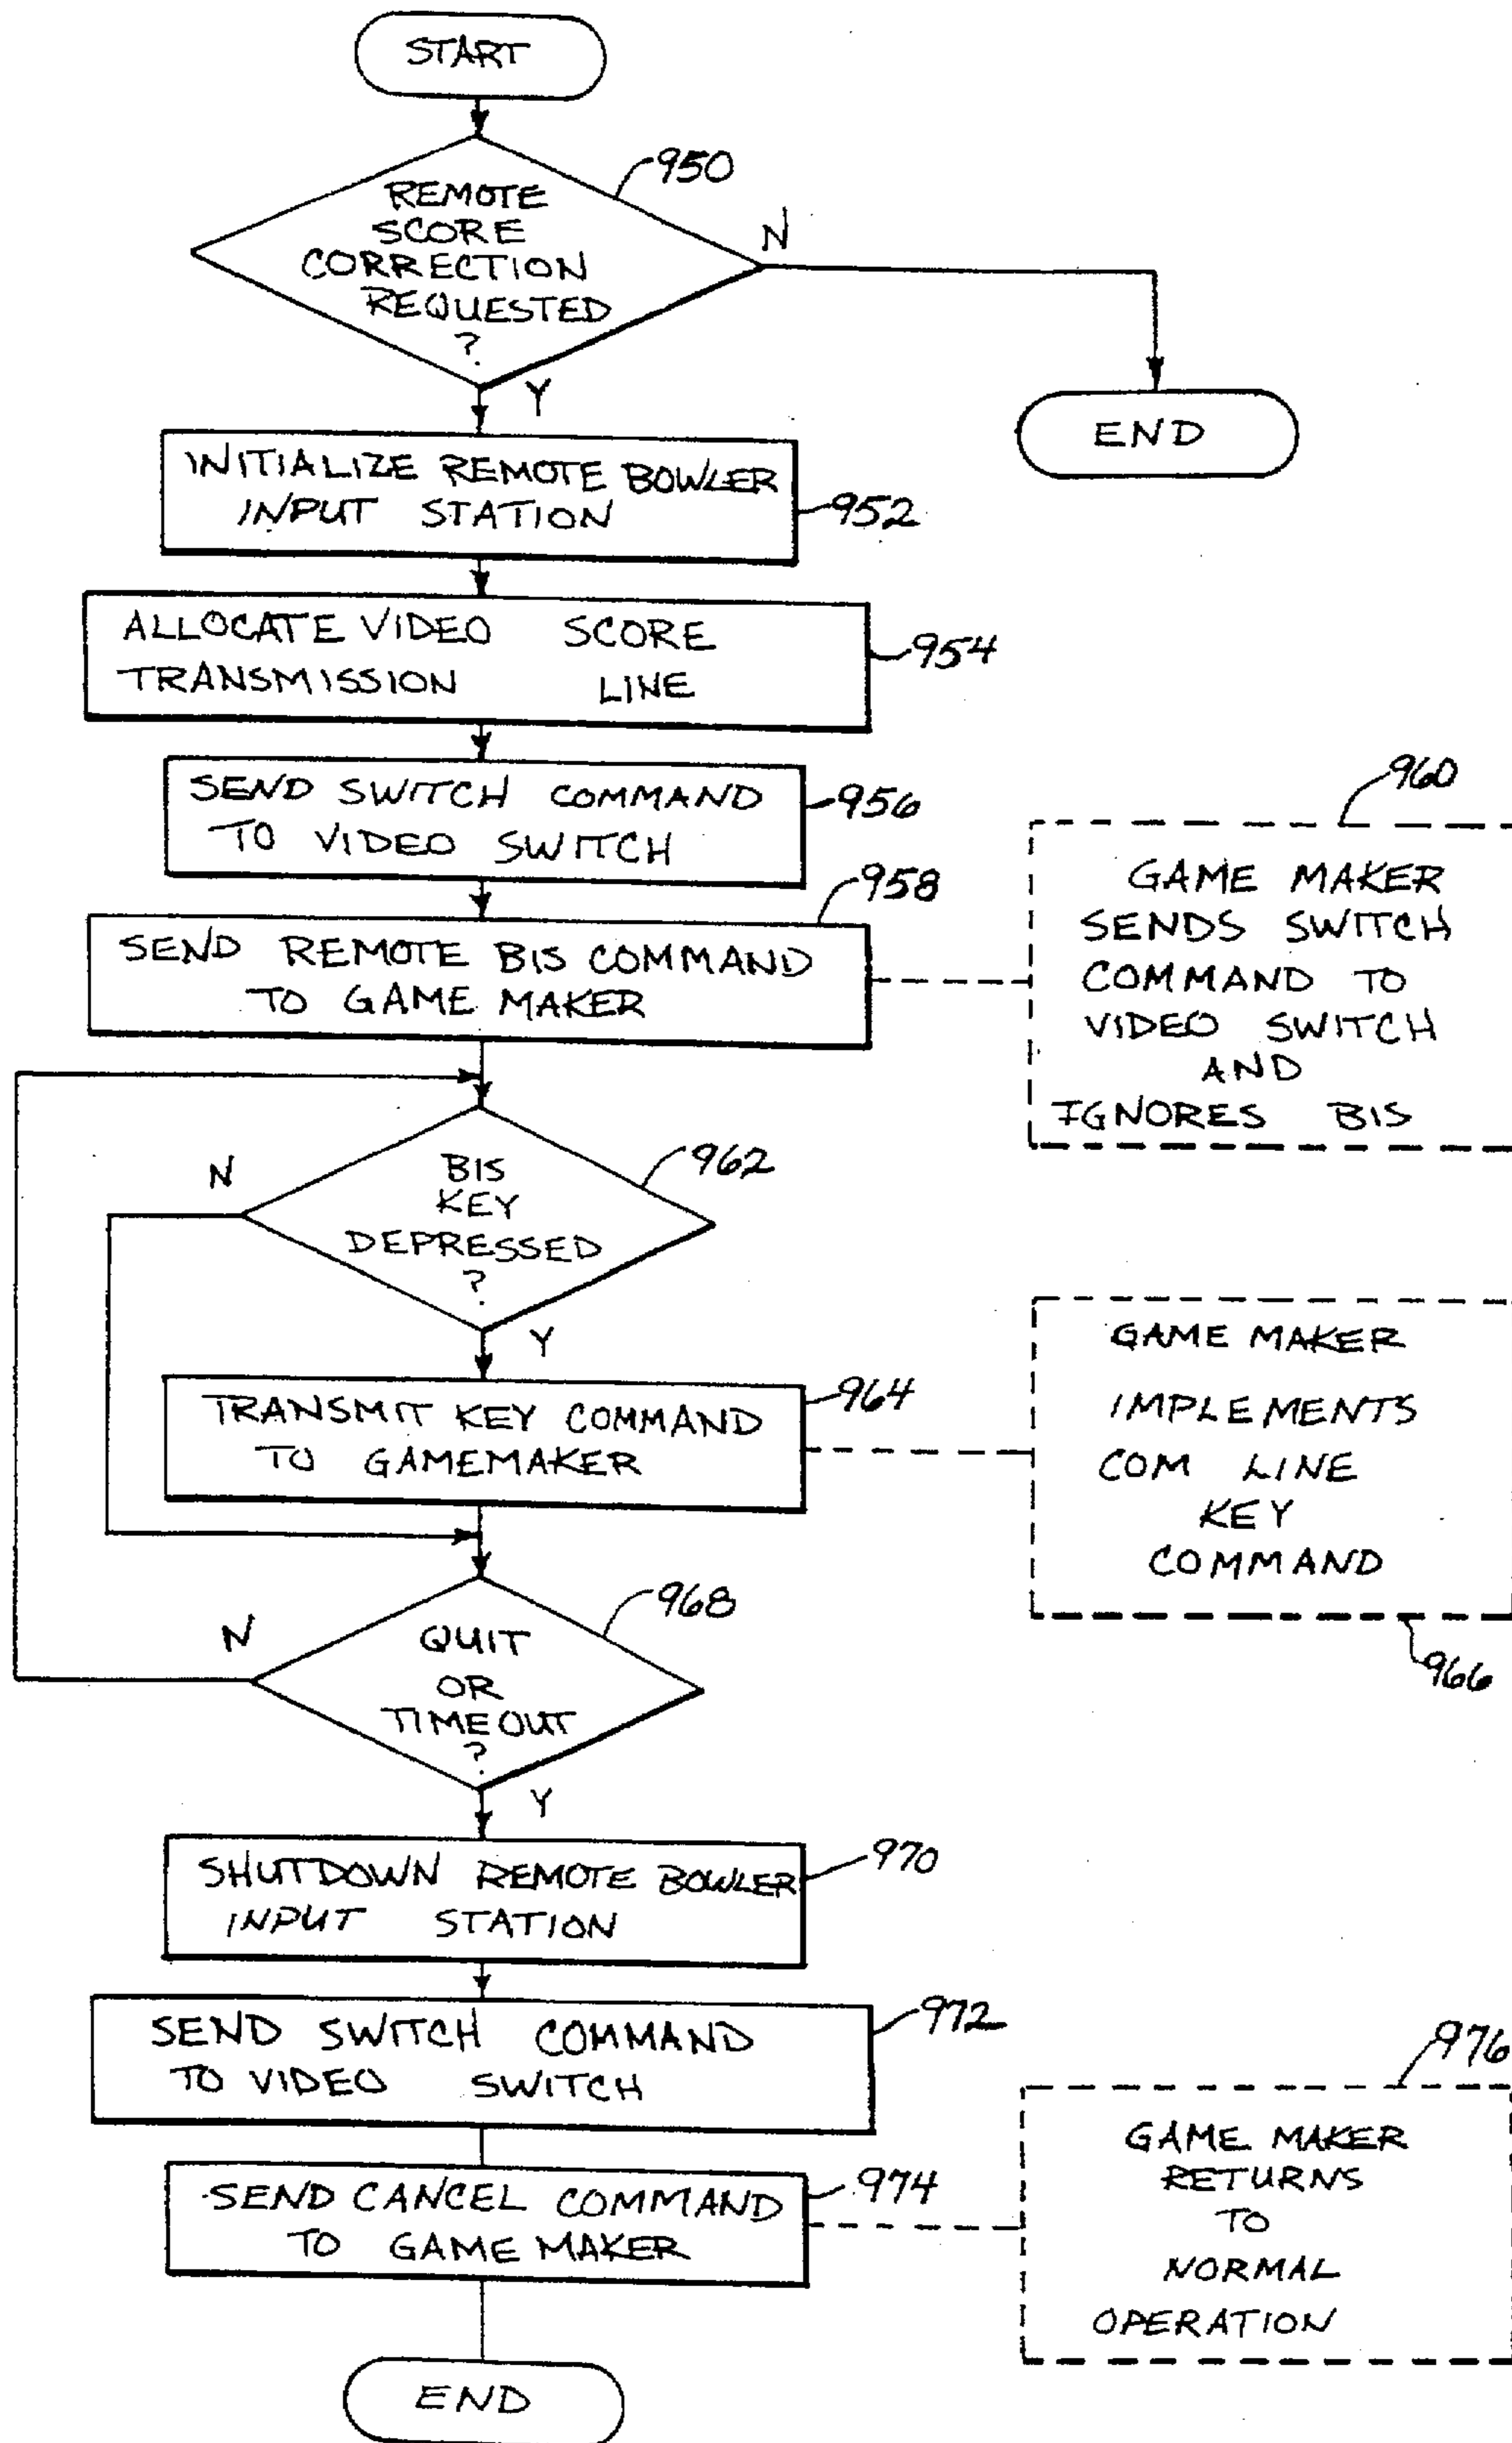 START
REMOTE
SCORE
CORRECTION
REQUESTED
?
950
N
Y
END
INITIALIZE REMOTE BOWLER
INPUT STATION
952
ALLOCATE VIDEO SCORE
TRANSMISSION LINE
954
SEND SWITCH COMMAND
TO VIDEO SWITCH
956
SEND REMOTE BIS COMMAND
TO GAME MAKER
958
960
GAME MAKER
SENDS SWITCH
COMMAND TO
VIDEO SWITCH
AND
IGNORES BIS
BIS
KEY
DEPRESSED
?
962
N
Y
TRANSMIT KEY COMMAND
TO GAMEMAKER
964
GAME MAKER
IMPLEMENTS
COM LINE
KEY
COMMAND
966
QUIT
OR
TIMEOUT
?
968
N
Y
SHUTDOWN REMOTE BOWLER
INPUT STATION
970
SEND SWITCH COMMAND
TO VIDEO SWITCH
972
SEND CANCEL COMMAND
TO GAME MAKER
974
976
GAME MAKER
RETURNS
TO
NORMAL
OPERATION
END